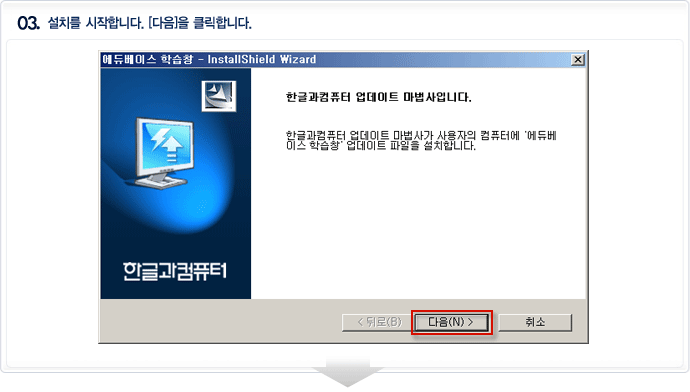 03. 설치를 시작합니다. [다음]을 클릭합니다.
에듀베이스 학습창 - InstallShield Wizard
한글과컴퓨터 업데이트 마법사입니다.
한글과컴퓨터 업데이트 마법사가 사용자의 컴퓨터에 '에듀베
이스 학습창' 업데이트 파일을 설치합니다.
한글과컴퓨터
< 뒤로(B)
다음(N) >
취소